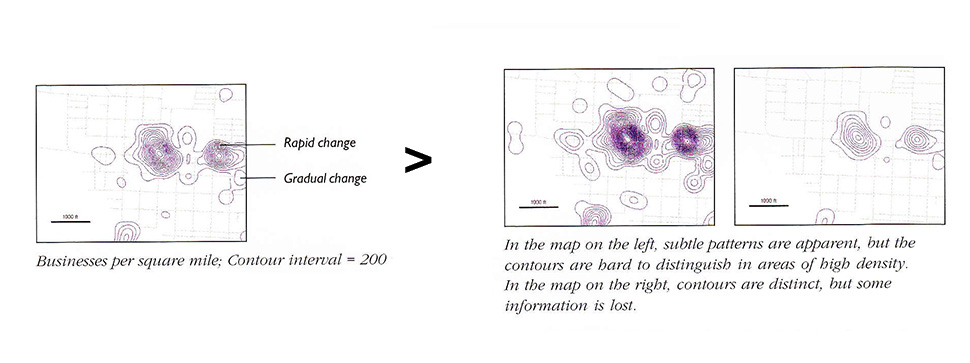 Rapid change
Gradual change
1000 ft
Businesses per square mile; Contour interval = 200
>
1000 ft
1000 ft
In the map on the left, subtle patterns are apparent, but the
contours are hard to distinguish in areas of high density.
In the map on the right, contours are distinct, but some
information is lost.